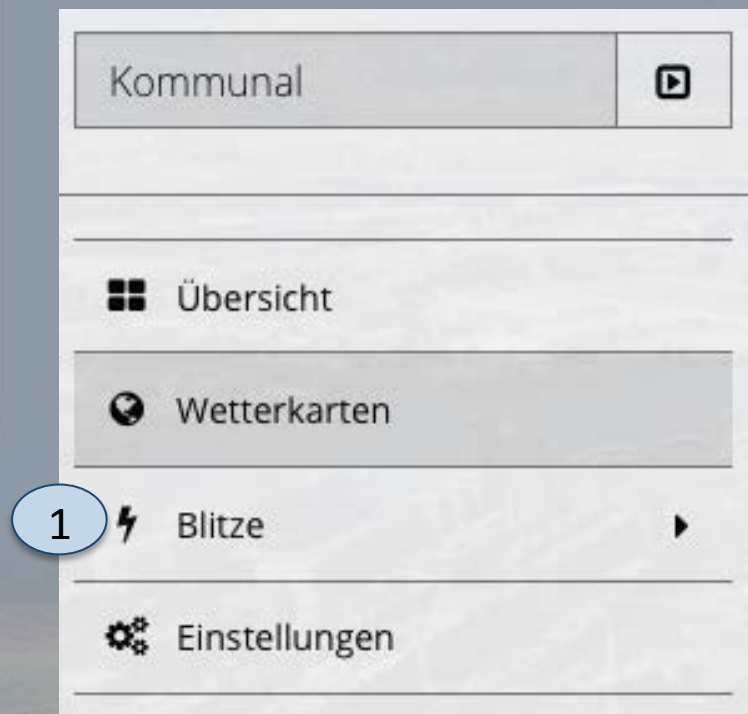 Kommunal
Übersicht
Wetterkarten
1 Blitze
Einstellungen